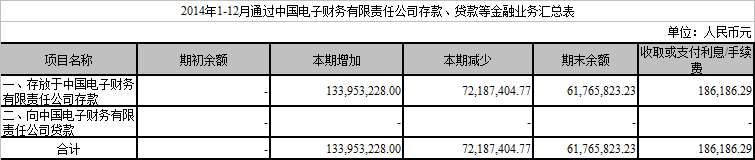 2014年1-12月通过中国电子财务有限责任公司存款、贷款等金融业务汇总表
单位：人民币元
项目名称 期初余额 本期增加 本期减少 期末余额 收取或支付利息/手续费
一、存放于中国电子财务有限责任公司存款 - 133,953,228.00 72,187,404.77 61,765,823.23 186,186.29
二、向中国电子财务有限责任公司贷款 - - - - -
合计 - 133,953,228.00 72,187,404.77 61,765,823.23 186,186.29